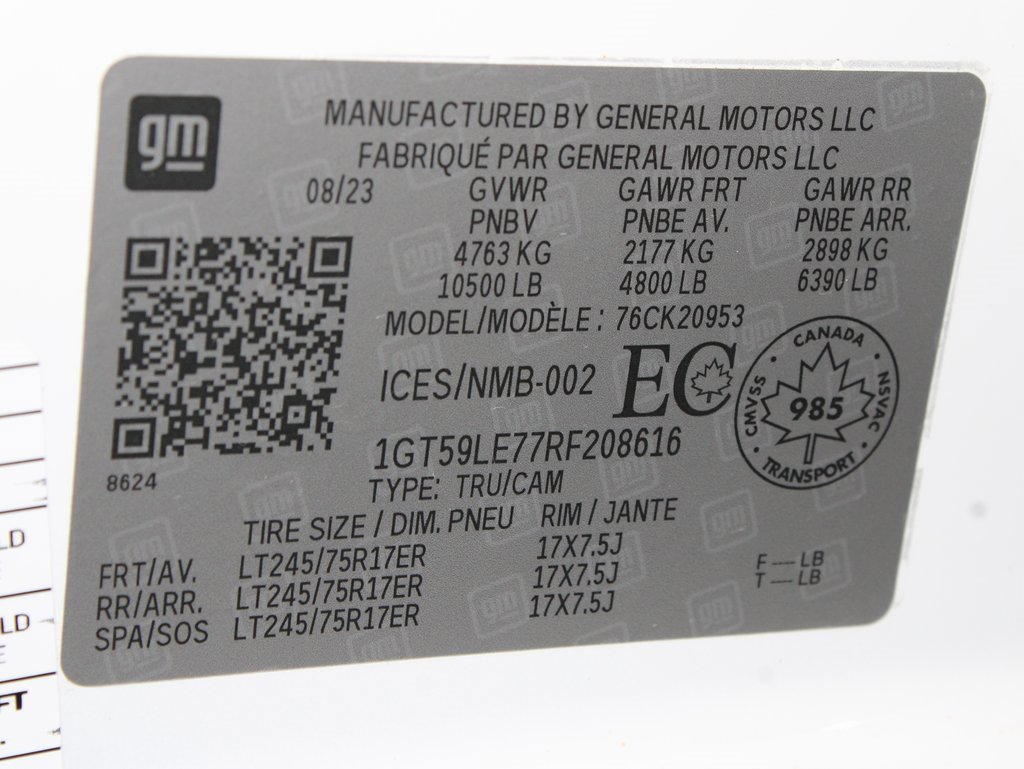 gm
MANUFACTURED BY GENERAL MOTORS LLC
FABRIQUÉ PAR GENERAL MOTORS LLC
08/23 GVWR GAWR FRT GAWR RR
PNBV PNBE AV. PNBE ARR.
4763 KG 2177 KG 2898 KG
10500 LB 4800 LB 6390 LB
MODEL/MODÈLE : 76CK20953
ICES/NMB-002 EC
CANADA
CMVSS 985 NSVAC
TRANSPORT
1GT59LE77RF208616
8624
TYPE: TRU/CAM
TIRE SIZE / DIM. PNEU RIM / JANTE
FRT/AV. LT245/75R17ER 17X7.5J F — LB
RR/ARR. LT245/75R17ER 17X7.5J T — LB
SPA/SOS LT245/75R17ER 17X7.5J
LD
LD
E
FT